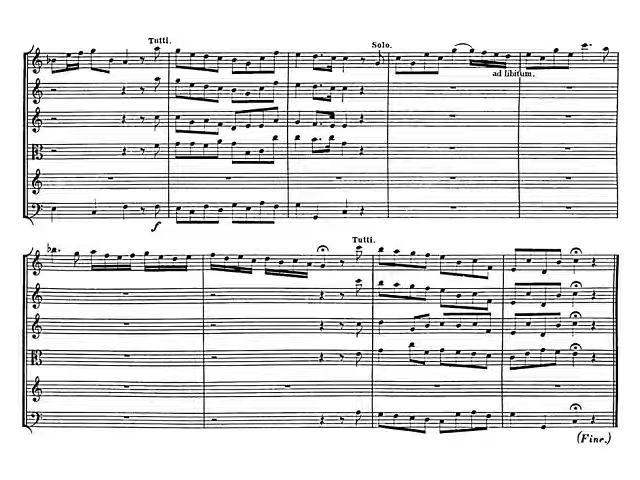 Tutti.
Solo.
ad libitum.
f
Tutti.
(Fine.)